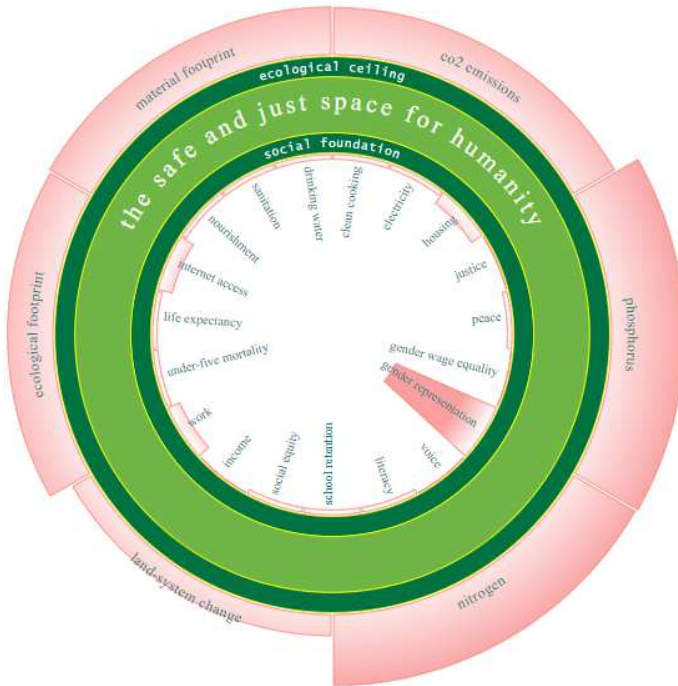 material footprint
co2 emissions
ecological ceiling
the safe and just space for humanity
social foundation
drinking water
clean cooking
sanitation
electricity
nourishment
housing
internet access
justice
life expectancy
peace
under-five mortality
gender wage equality
gender representation
work
voice
income
literacy
social equity
school retention
ecological footprint
phosphorus
land-system change
nitrogen